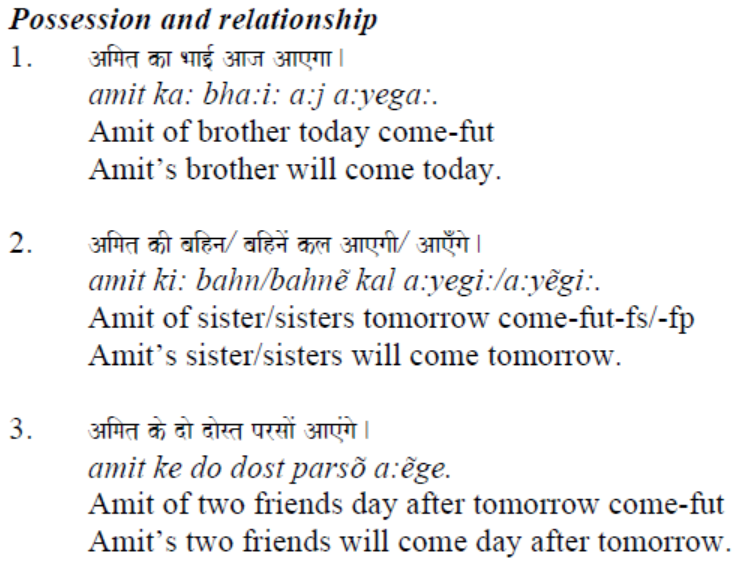 Possession and relationship
1. अमित का भाई आज आएगा।
amit ka: bha:i: a:j a:yega:.
Amit of brother today come-fut
Amit’s brother will come today.
2. अमित की बहिन/ बहिनें कल आएगी/ आएँगे।
amit ki: bahn/bahnẽ kal a:yegi:/a:yẽgi:.
Amit of sister/sisters tomorrow come-fut-fs/-fp
Amit’s sister/sisters will come tomorrow.
3. अमित के दो दोस्त परसों आएंगे।
amit ke do dost parsõ a:ẽge.
Amit of two friends day after tomorrow come-fut
Amit’s two friends will come day after tomorrow.